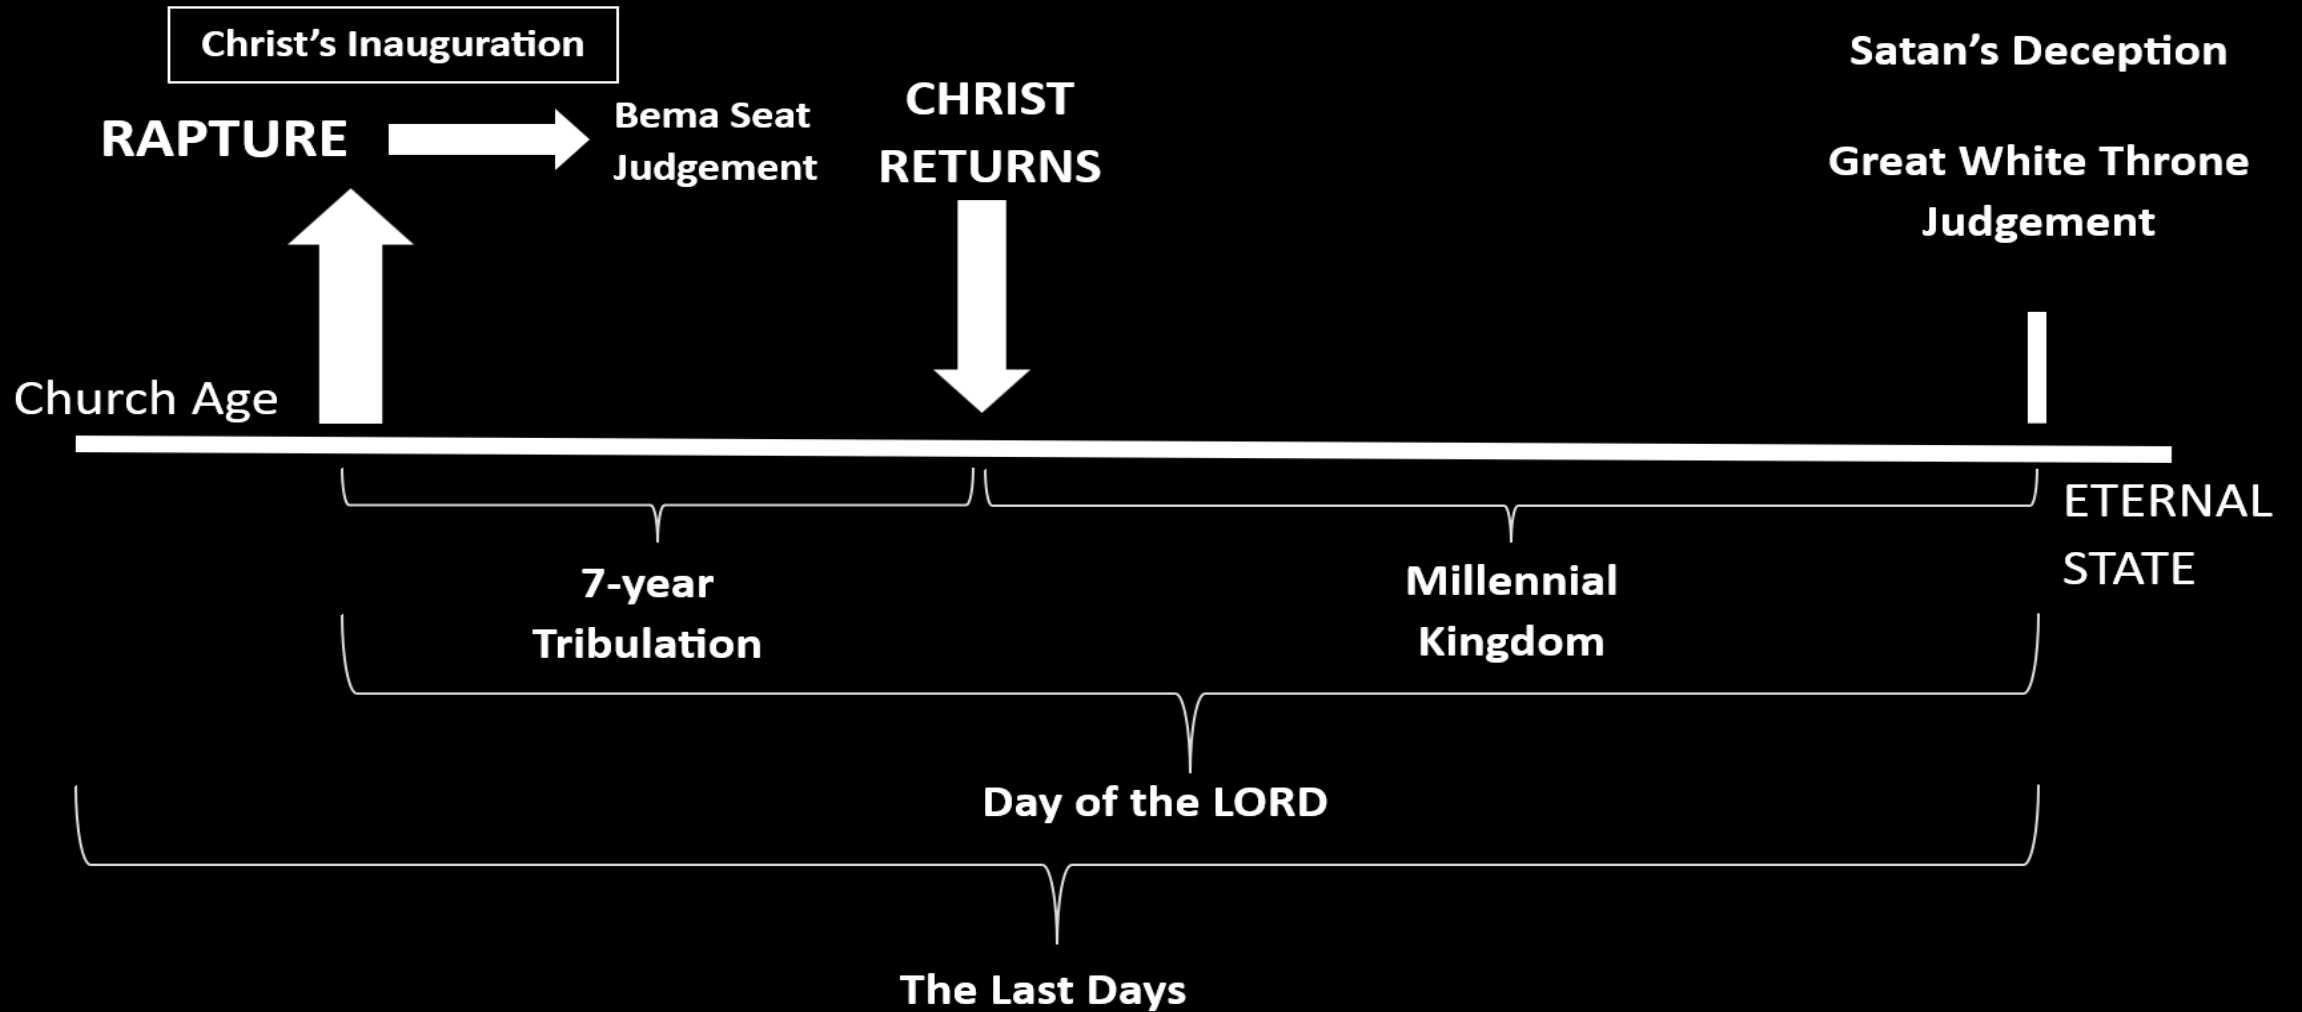 Christ’s Inauguration
RAPTURE
Bema Seat
Judgement
CHRIST
RETURNS
Satan’s Deception
Great White Throne
Judgement
Church Age
7-year
Tribulation
Millennial
Kingdom
ETERNAL
STATE
Day of the LORD
The Last Days